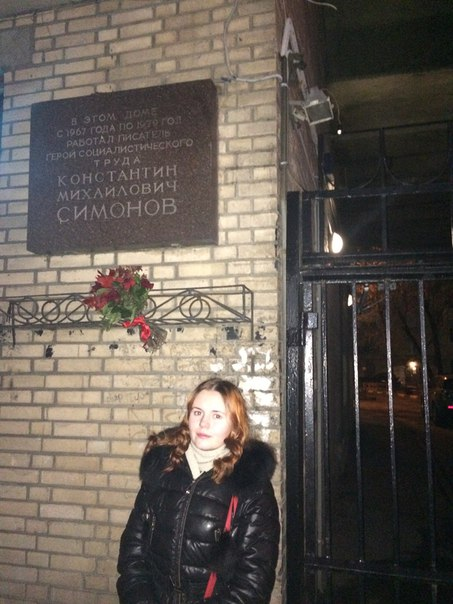 В ЭТОМ ДОМЕ
С 1967 ГОДА ПО 1979 ГОД
РАБОТАЛ ПИСАТЕЛЬ
ГЕРОЙ СОЦИАЛИСТИЧЕСКОГО
ТРУДА
КОНСТАНТИН
МИХАЙЛОВИЧ
СИМОНОВ